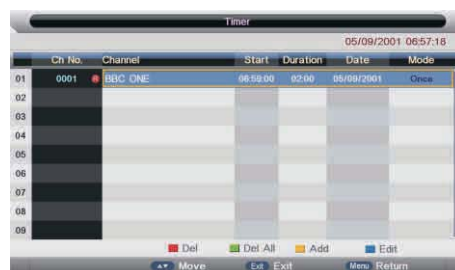 Timer
05/09/2001 06:57:18
Ch No. Channel Start Duration Date Mode
01 0001 BBC ONE 06:59:00 02:00 05/09/2001 Once
02
03
04
05
06
07
08
09
Del Del All Add Edit
Move Exit Exit Menu Return